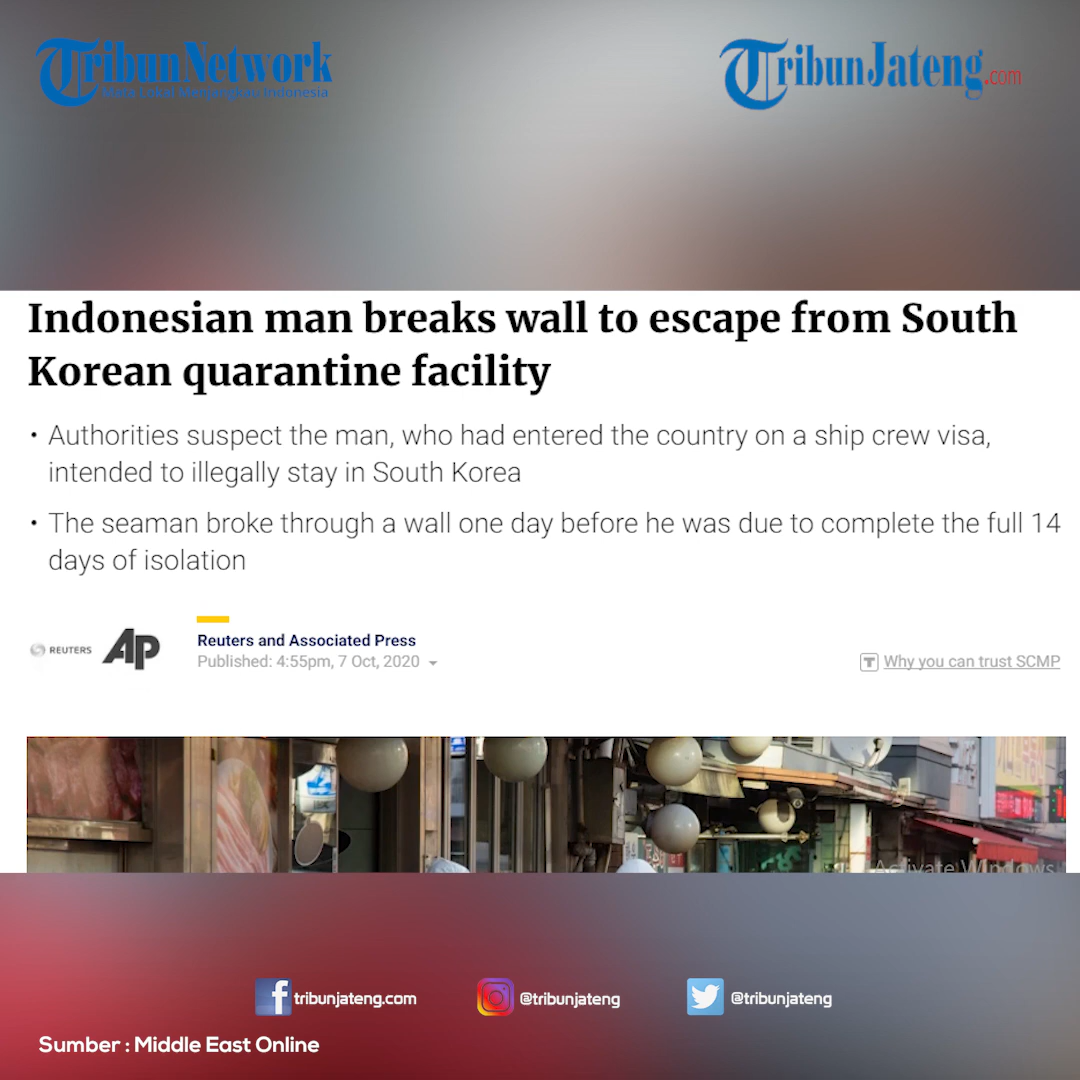 TribunNetwork
Mata Lokal Menjangkau Indonesia
TribunJateng.com
Indonesian man breaks wall to escape from South
Korean quarantine facility
• Authorities suspect the man, who had entered the country on a ship crew visa,
intended to illegally stay in South Korea
• The seaman broke through a wall one day before he was due to complete the full 14
days of isolation
REUTERS AP
Reuters and Associated Press
Published: 4:55pm, 7 Oct, 2020
Why you can trust SCMP
Activate Windows
tribunjateng.com
@tribunjateng
@tribunjateng
Sumber : Middle East Online